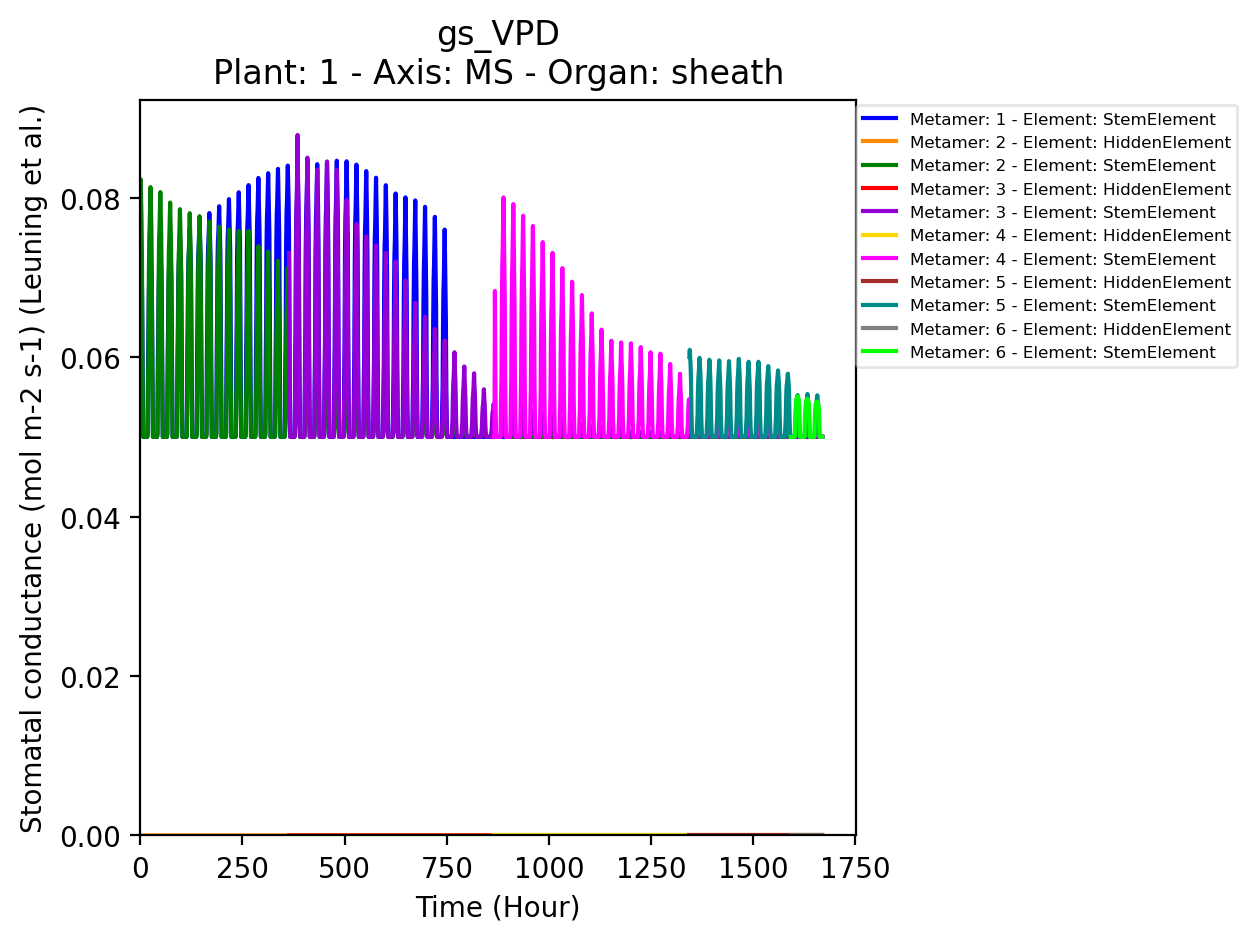 gs_VPD
Plant: 1 - Axis: MS - Organ: sheath
Stomatal conductance (mol m-2 s-1) (Leuning et al.)
0.08
0.06
0.04
0.02
0.00
0 250 500 750 1000 1250 1500 1750
Time (Hour)
Metamer: 1 - Element: StemElement
Metamer: 2 - Element: HiddenElement
Metamer: 2 - Element: StemElement
Metamer: 3 - Element: HiddenElement
Metamer: 3 - Element: StemElement
Metamer: 4 - Element: HiddenElement
Metamer: 4 - Element: StemElement
Metamer: 5 - Element: HiddenElement
Metamer: 5 - Element: StemElement
Metamer: 6 - Element: HiddenElement
Metamer: 6 - Element: StemElement